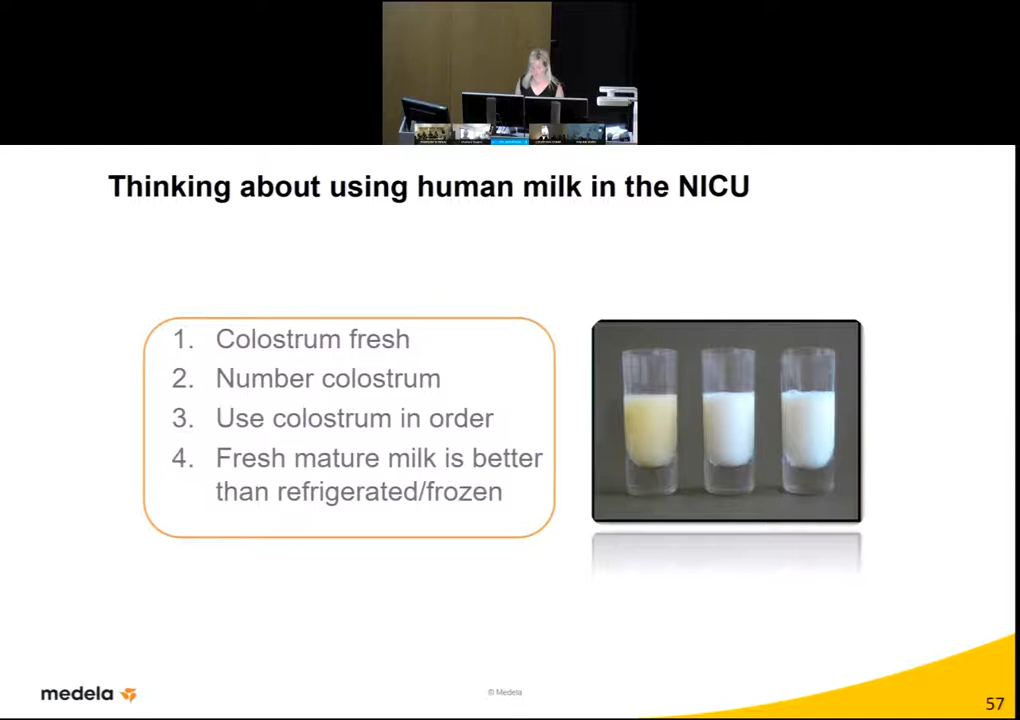 Thinking about using human milk in the NICU
1. Colostrum fresh
2. Number colostrum
3. Use colostrum in order
4. Fresh mature milk is better
than refrigerated/frozen
medela
© Medela
57